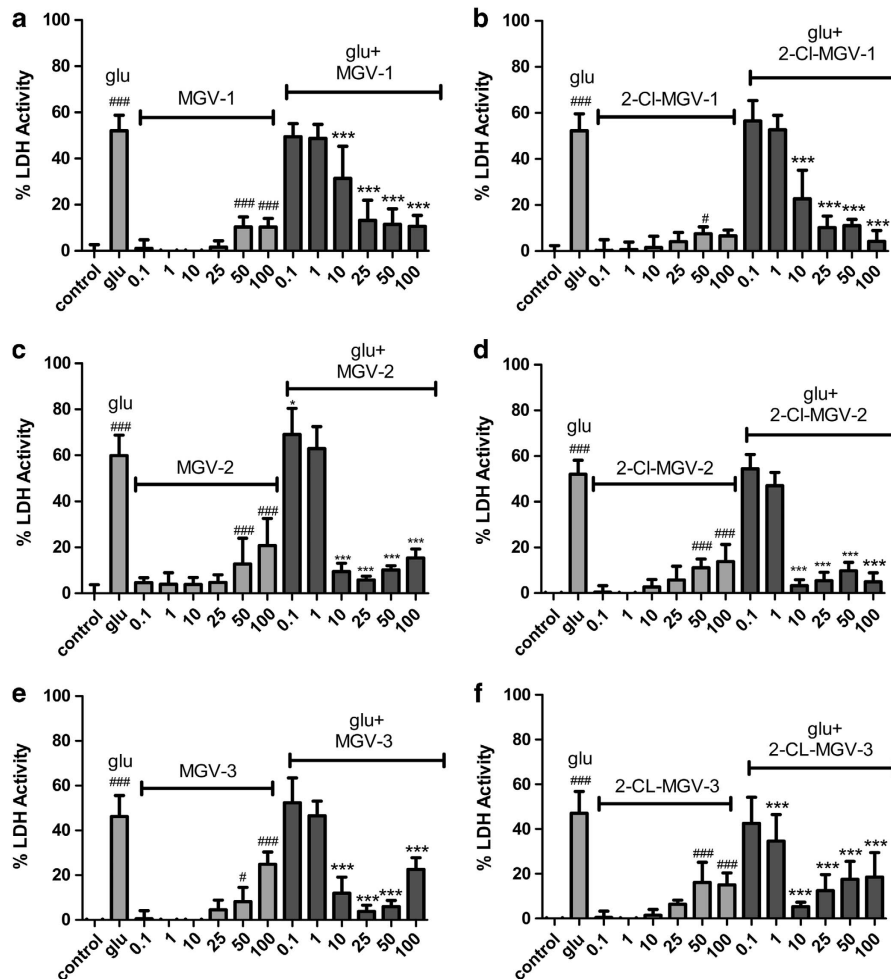 a
100
80
60
40
20
0
% LDH Activity
glu
###
MGV-1
glu+
MGV-1
### ###
*** *** *** ***
control glu 0.1 1 10 25 50 100 0.1 1 10 25 50 100
b
100
80
60
40
20
0
% LDH Activity
glu
###
2-Cl-MGV-1
glu+
2-Cl-MGV-1
#
*** *** *** ***
control glu 0.1 1 10 25 50 100 0.1 1 10 25 50 100
c
100
80
60
40
20
0
% LDH Activity
glu
###
MGV-2
glu+
MGV-2
### ###
* *** *** *** ***
control glu 0.1 1 10 25 50 100 0.1 1 10 25 50 100
d
100
80
60
40
20
0
% LDH Activity
glu
###
2-Cl-MGV-2
glu+
2-Cl-MGV-2
### ###
*** *** *** ***
control glu 0.1 1 10 25 50 100 0.1 1 10 25 50 100
e
100
80
60
40
20
0
% LDH Activity
glu
###
MGV-3
glu+
MGV-3
# ###
*** *** *** ***
control glu 0.1 1 10 25 50 100 0.1 1 10 25 50 100
f
100
80
60
40
20
0
% LDH Activity
glu
###
2-CL-MGV-3
glu+
2-CL-MGV-3
### ###
*** *** *** *** ***
control glu 0.1 1 10 25 50 100 0.1 1 10 25 50 100